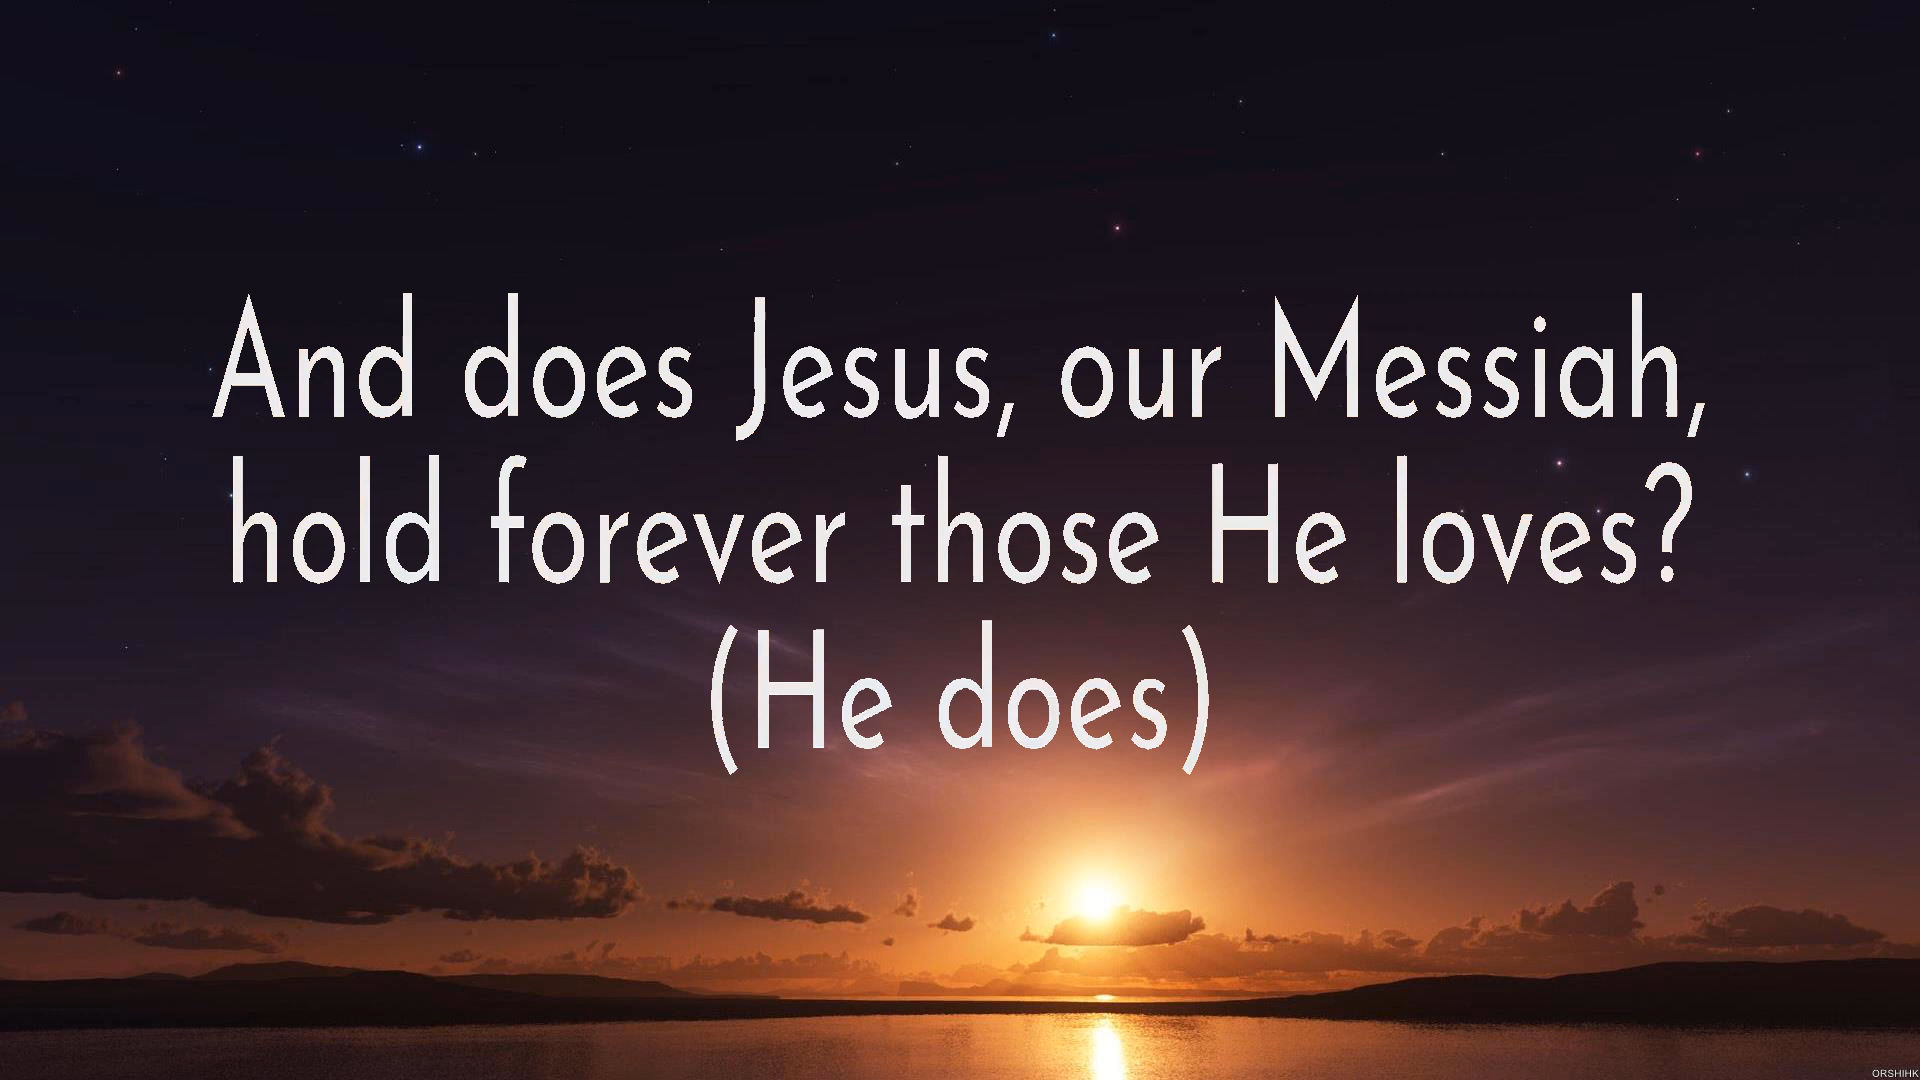 And does Jesus, our Messiah,
hold forever those He loves?
(He does)
ORSHIHK